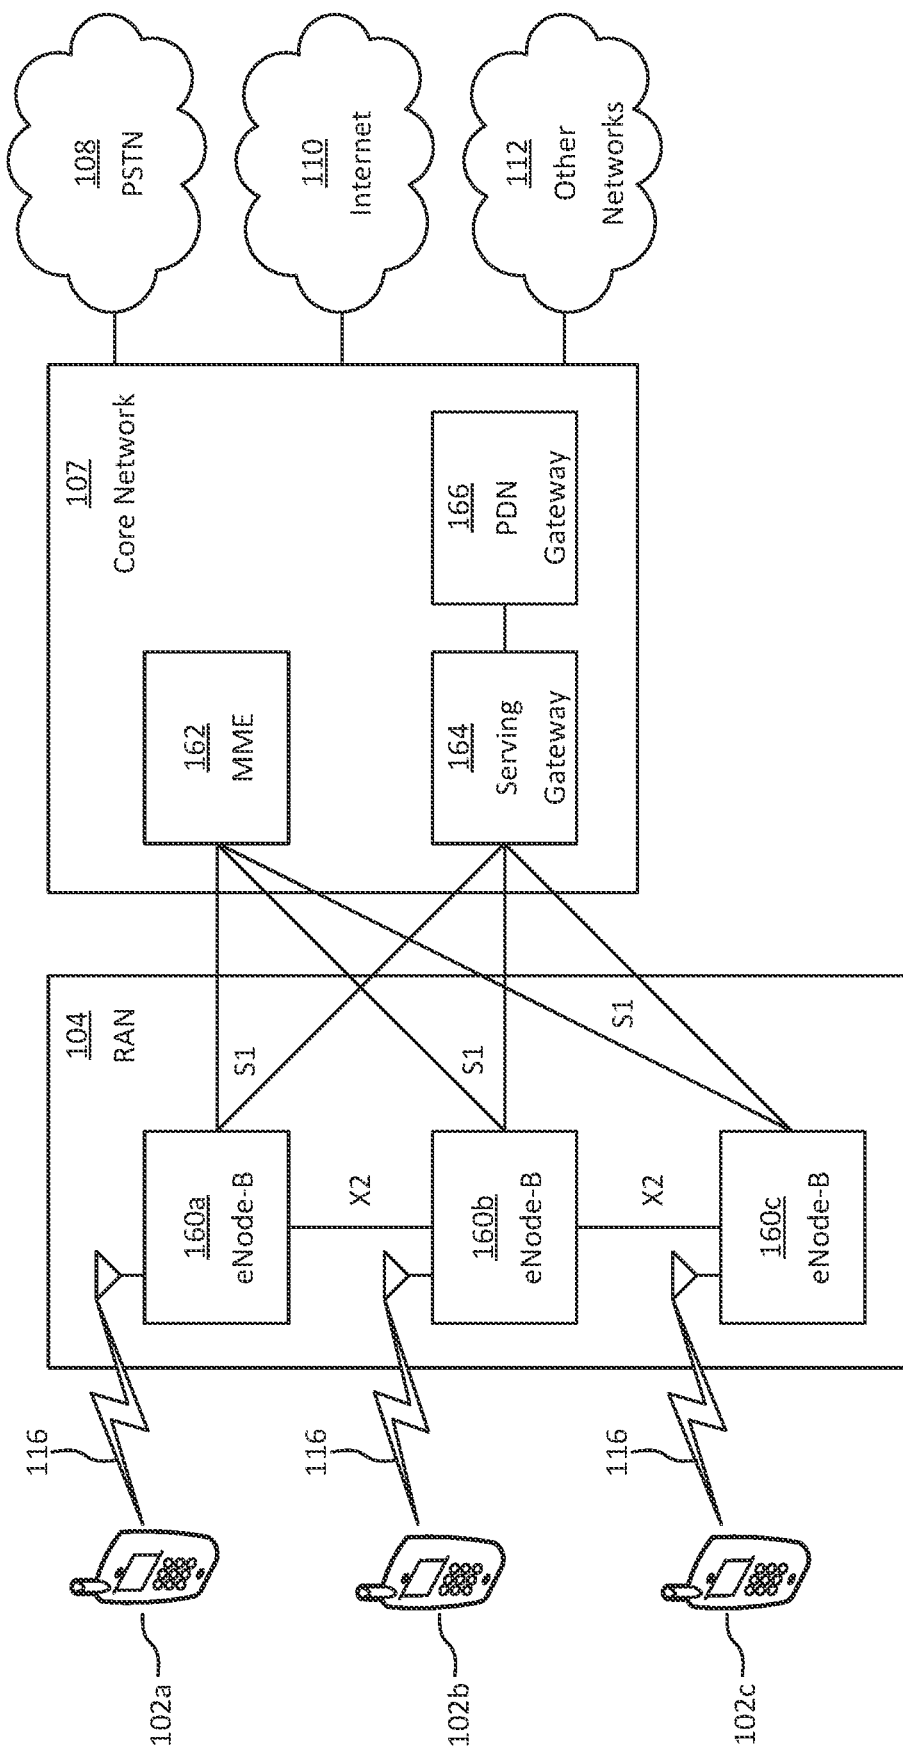 102a
116
160a
eNode-B
104
RAN
S1
X2
102b
116
160b
eNode-B
S1
X2
102c
116
160c
eNode-B
S1
107
Core Network
162
MME
164
Serving
Gateway
166
PDN
Gateway
108
PSTN
110
Internet
112
Other
Networks